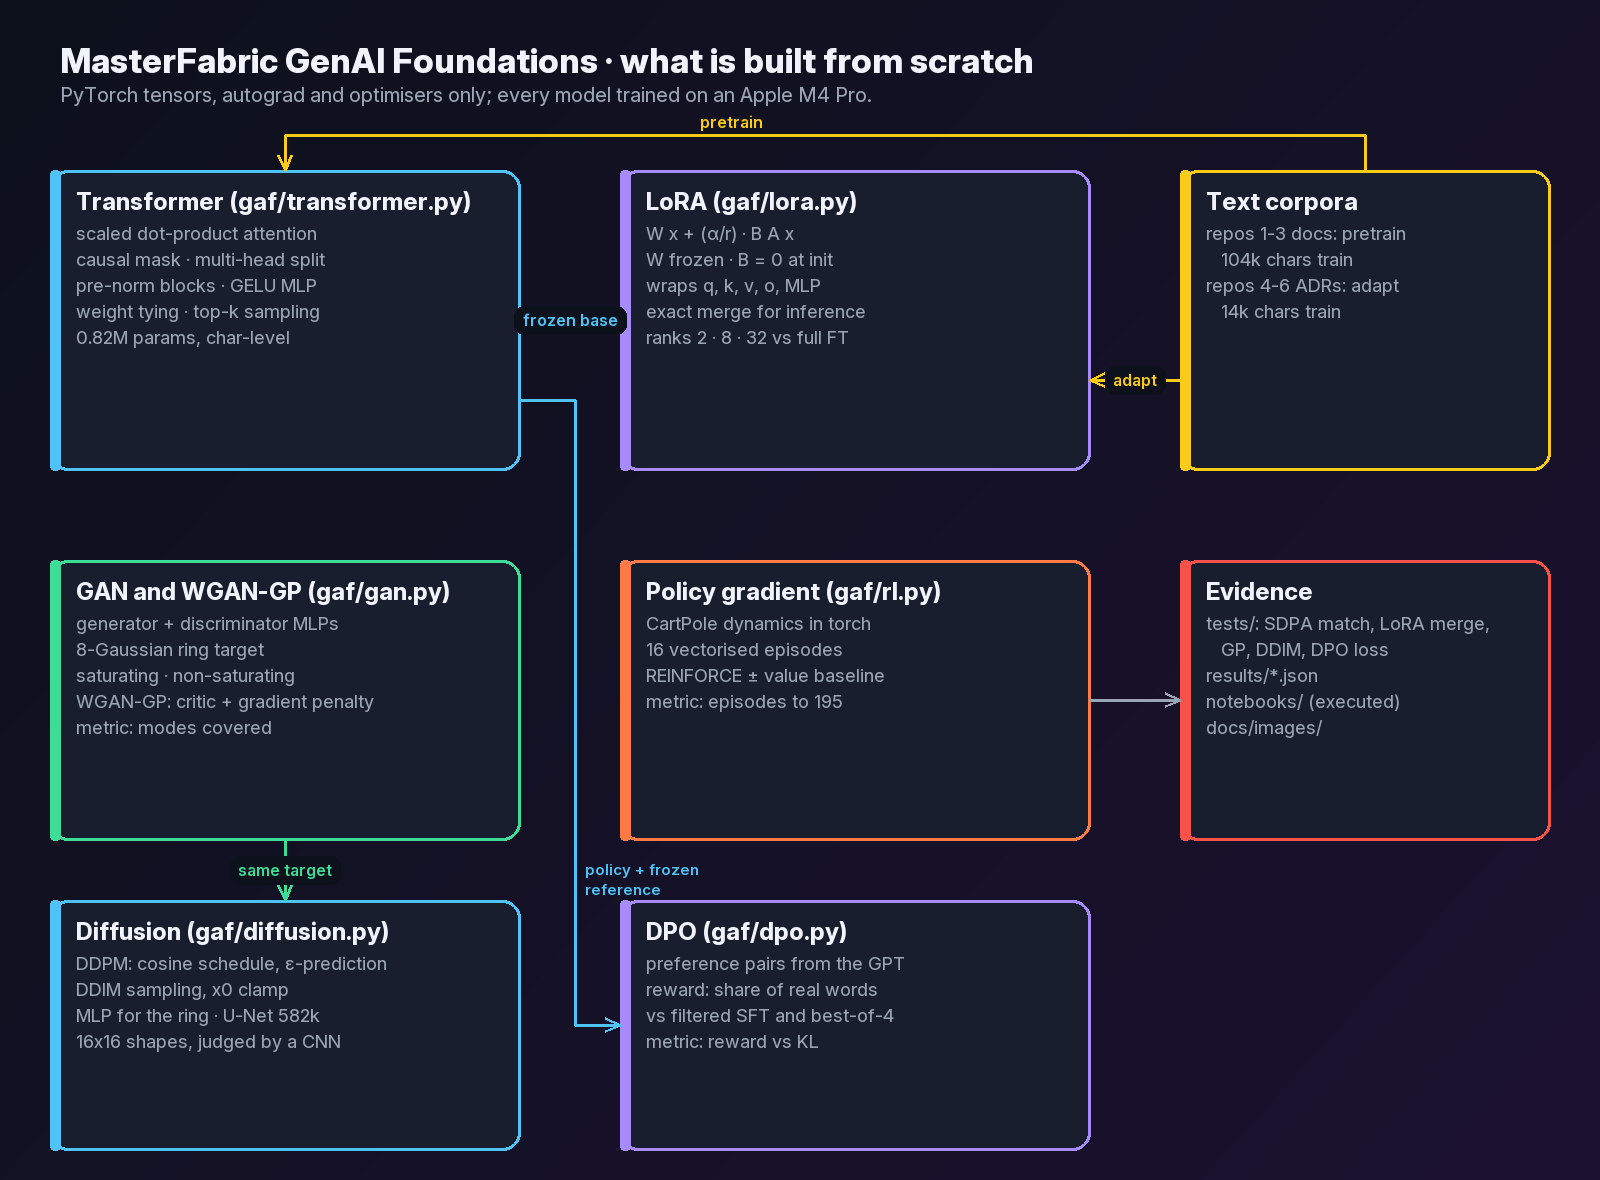 MasterFabric GenAI Foundations · what is built from scratch
PyTorch tensors, autograd and optimisers only; every model trained on an Apple M4 Pro.
pretrain
Transformer (gaf/transformer.py)
scaled dot-product attention
causal mask · multi-head split
pre-norm blocks · GELU MLP
weight tying · top-k sampling
0.82M params, char-level
frozen base
LoRA (gaf/lora.py)
W x + (α/r) · B A x
W frozen · B = 0 at init
wraps q, k, v, o, MLP
exact merge for inference
ranks 2 · 8 · 32 vs full FT
adapt
Text corpora
repos 1-3 docs: pretrain
104k chars train
repos 4-6 ADRs: adapt
14k chars train
GAN and WGAN-GP (gaf/gan.py)
generator + discriminator MLPs
8-Gaussian ring target
saturating · non-saturating
WGAN-GP: critic + gradient penalty
metric: modes covered
Policy gradient (gaf/rl.py)
CartPole dynamics in torch
16 vectorised episodes
REINFORCE ± value baseline
metric: episodes to 195
Evidence
tests/: SDPA match, LoRA merge,
GP, DDIM, DPO loss
results/*.json
notebooks/ (executed)
docs/images/
same target
policy + frozen
reference
Diffusion (gaf/diffusion.py)
DDPM: cosine schedule, ε-prediction
DDIM sampling, x0 clamp
MLP for the ring · U-Net 582k
16x16 shapes, judged by a CNN
DPO (gaf/dpo.py)
preference pairs from the GPT
reward: share of real words
vs filtered SFT and best-of-4
metric: reward vs KL